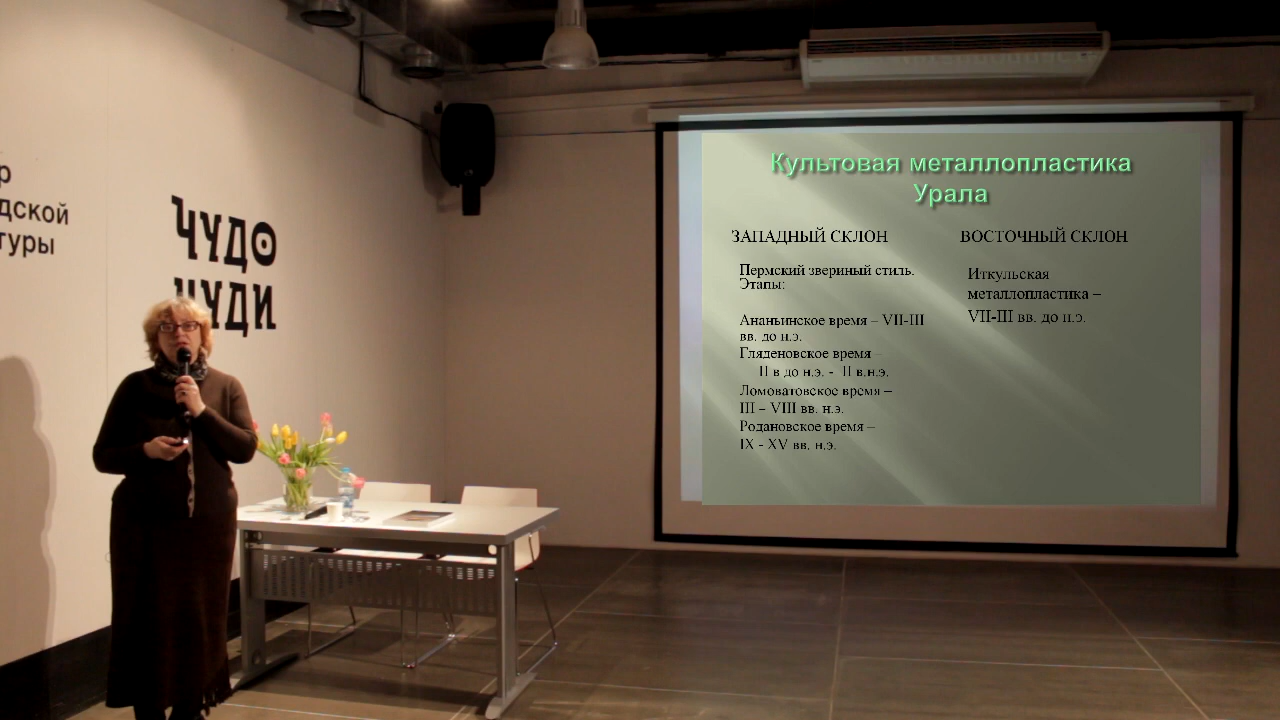 р
дской
туры
ЧУДО
ЧУДИ
Культовая металлопластика
Урала
ЗАПАДНЫЙ СКЛОН
Пермский звериный стиль.
Этапы:
Ананьинское время – VII-III
вв. до н.э.
Гляденовское время –
II в до н.э. - II в.н.э.
Ломоватовское время –
III – VIII вв. н.э.
Родановское время –
IX - XV вв. н.э.
ВОСТОЧНЫЙ СКЛОН
Иткульская
металлопластика –
VII-III вв. до н.э.